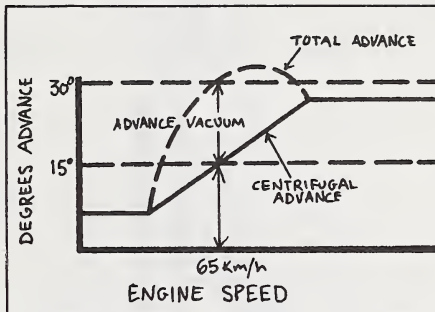 TOTAL ADVANCE
30°
ADVANCE VACUUM
15°
CENTRIFUGAL
ADVANCE
DEGREES ADVANCE
65 Km/h
ENGINE SPEED